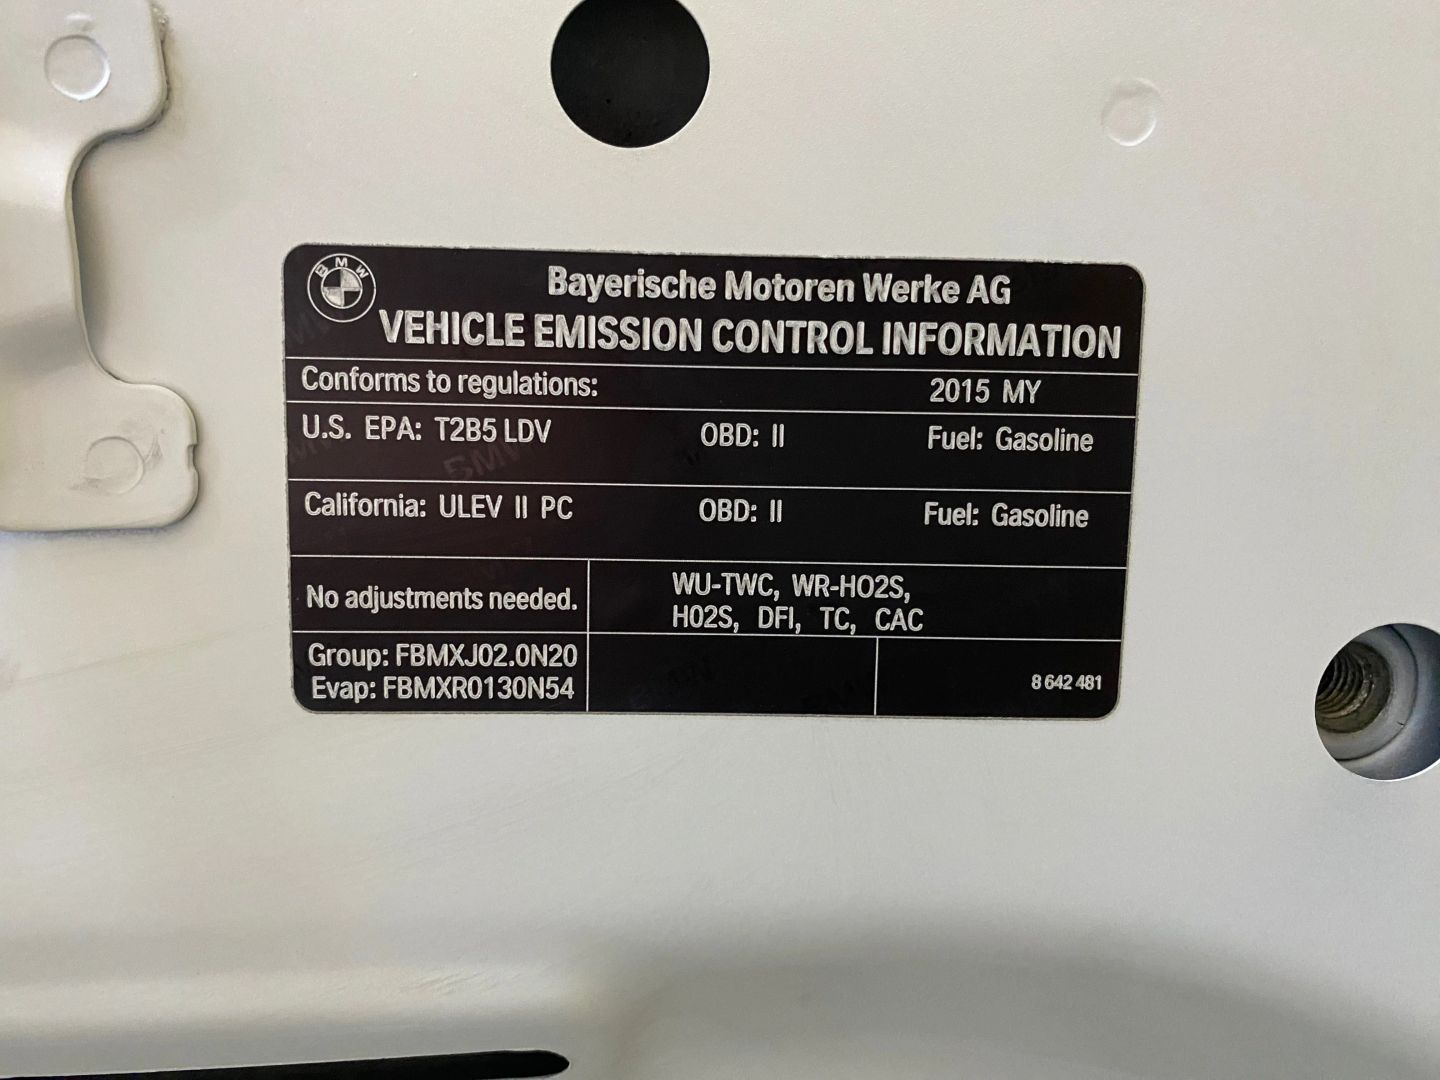 BMW
Bayerische Motoren Werke AG
VEHICLE EMISSION CONTROL INFORMATION
Conforms to regulations: 2015 MY
U.S. EPA: T2B5 LDV OBD: II Fuel: Gasoline
California: ULEV II PC OBD: II Fuel: Gasoline
No adjustments needed.
WU-TWC, WR-HO2S,
HO2S, DFI, TC, CAC
Group: FBMXJ02.0N20
Evap: FBMXR0130N54
8 642 481